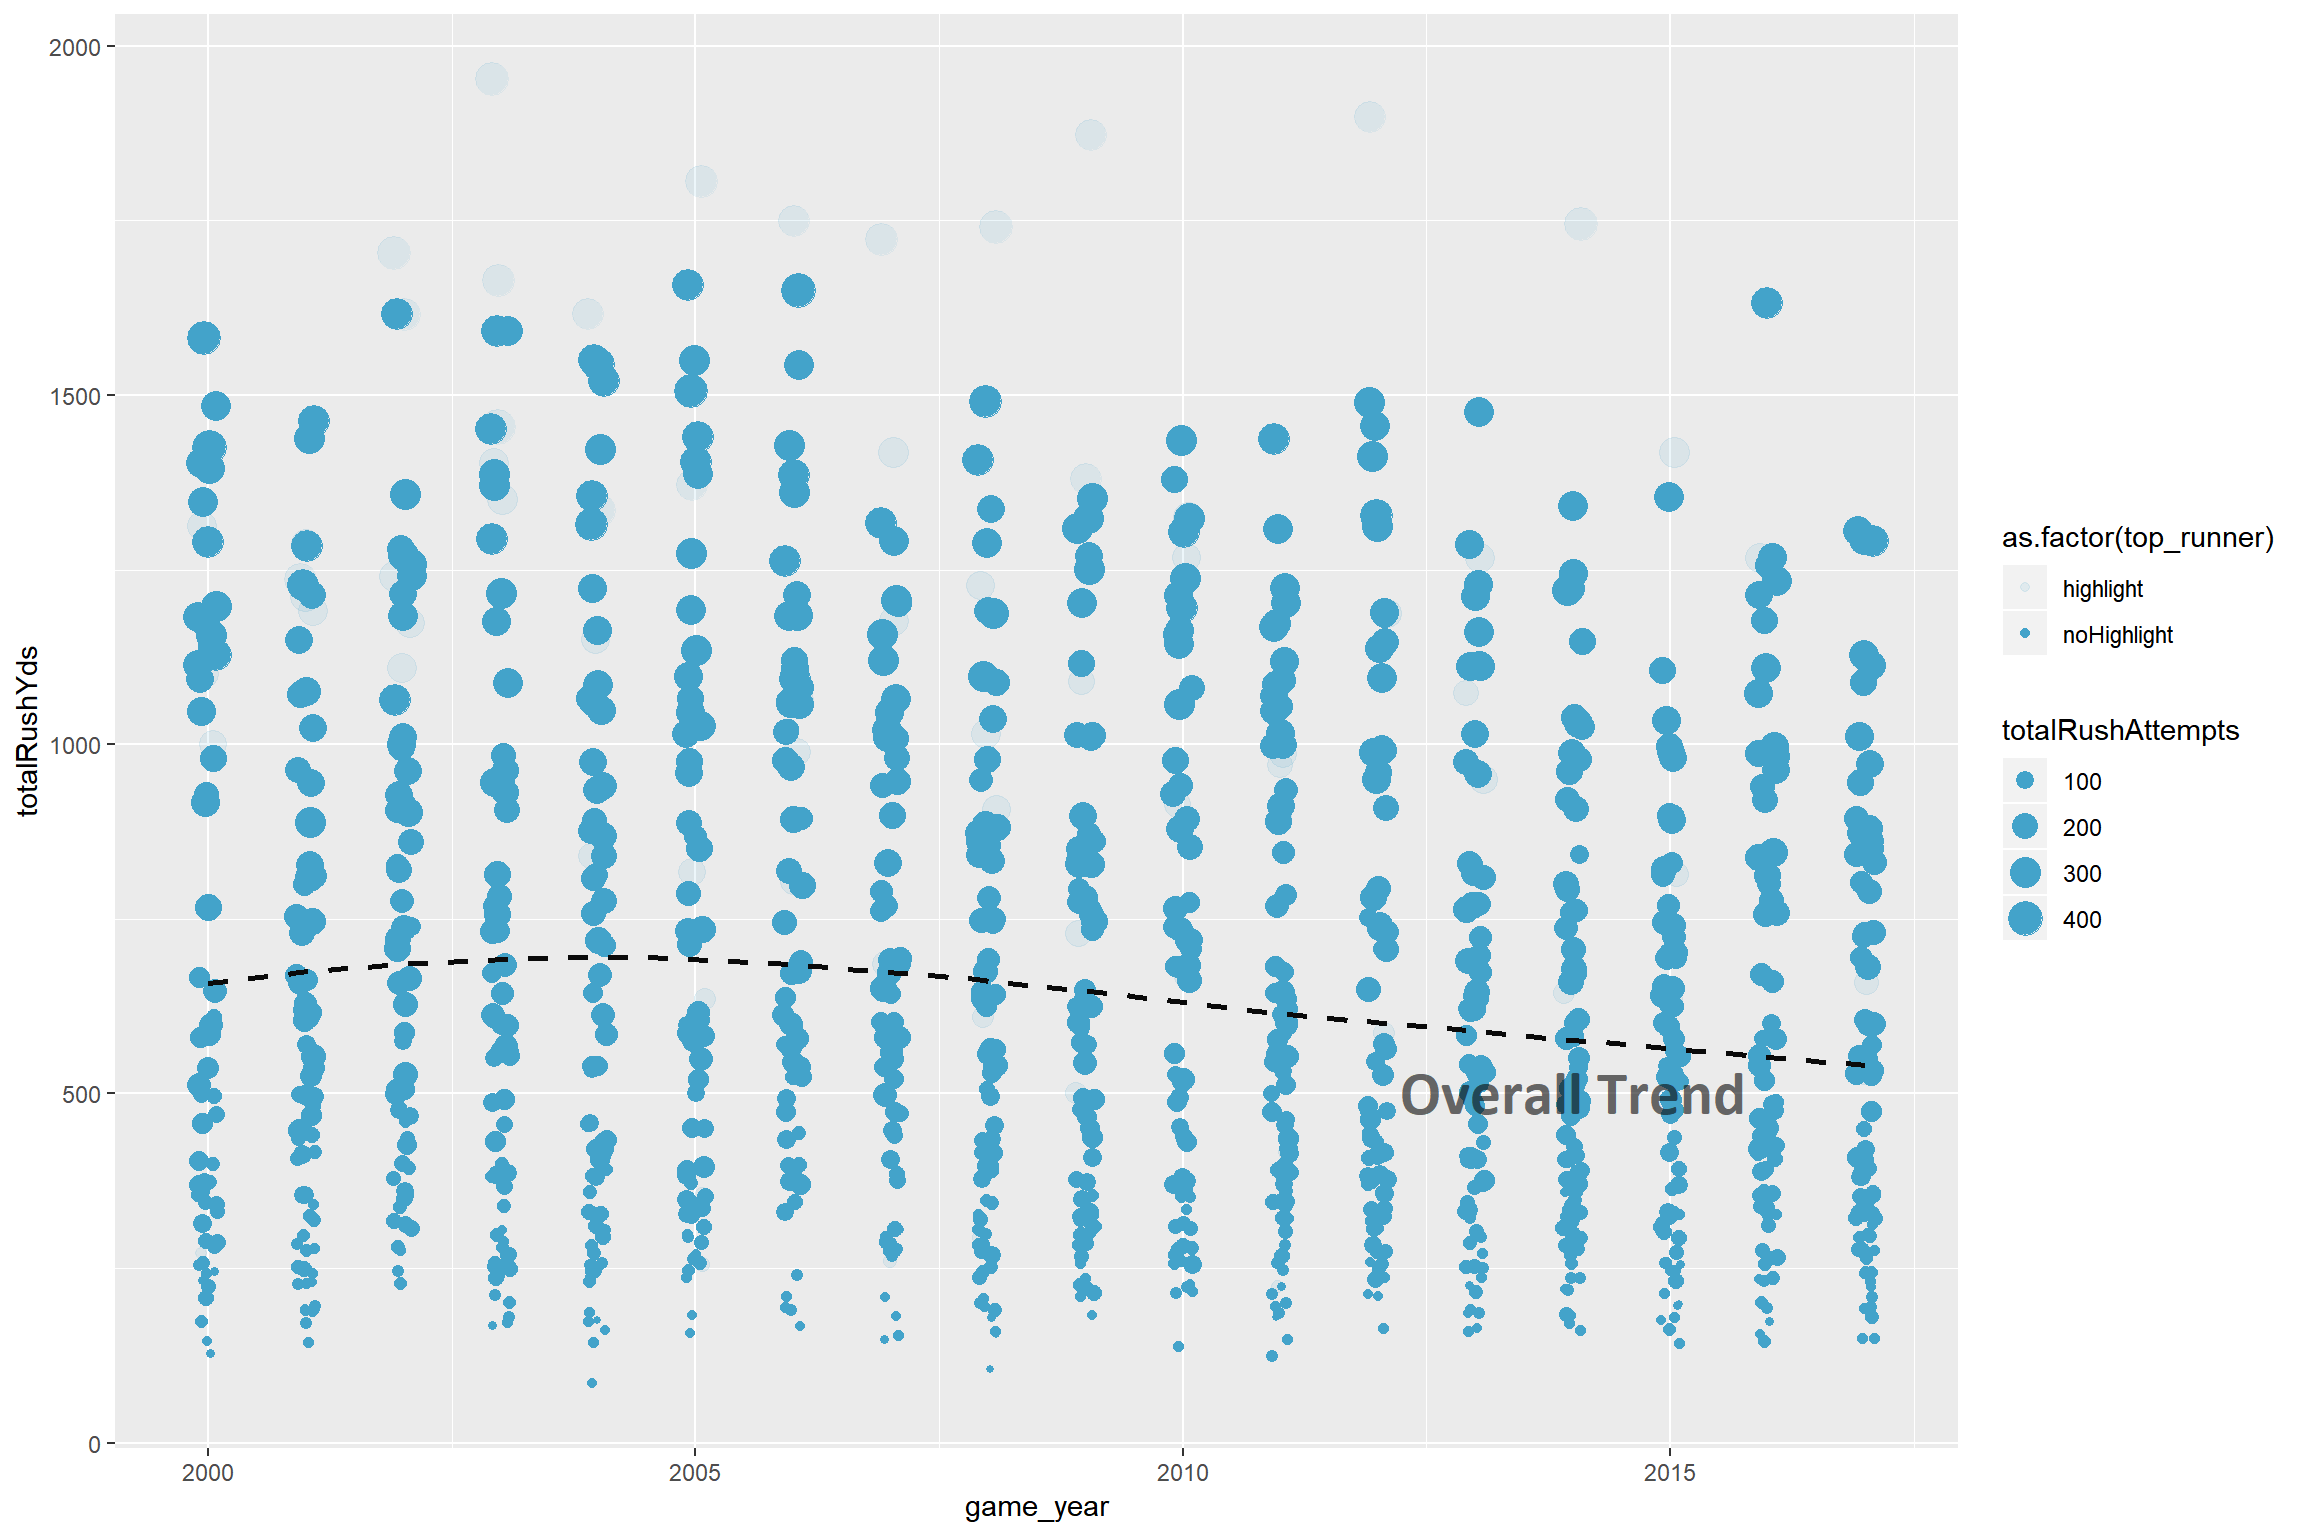 2000
1500
1000
500
0
totalRushYds
2000
2005
2010
2015
game_year
Overall Trend
as.factor(top_runner)
highlight
noHighlight
totalRushAttempts
100
200
300
400